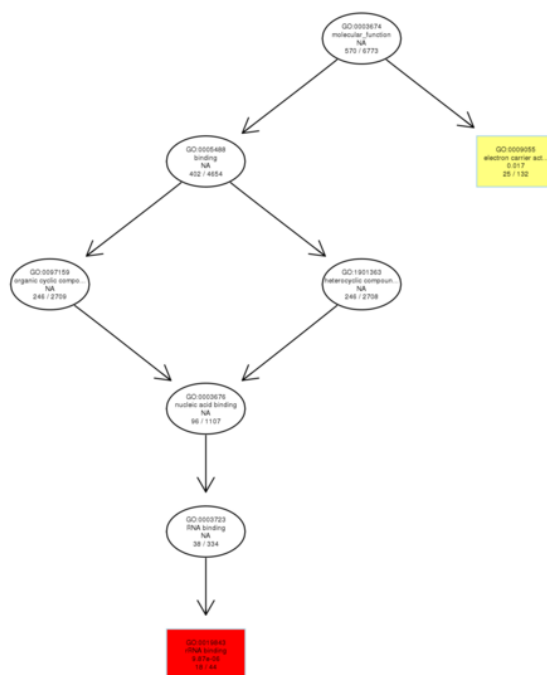 GO:0003674
molecular_function
NA
570 / 6773
GO:0005488
binding
NA
402 / 4654
GO:0009055
electron carrier act...
0.017
25 / 132
GO:0097159
organic cyclic compo...
NA
246 / 2709
GO:1901363
heterocyclic compoun...
NA
246 / 2708
GO:0003676
nucleic acid binding
NA
96 / 1107
GO:0003723
RNA binding
NA
38 / 334
GO:0019843
rRNA binding